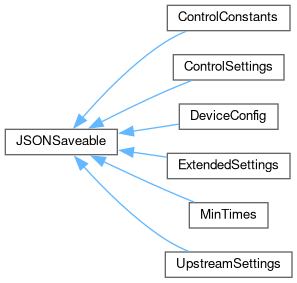 ControlConstants
ControlSettings
DeviceConfig
JSONSaveable
ExtendedSettings
MinTimes
UpstreamSettings